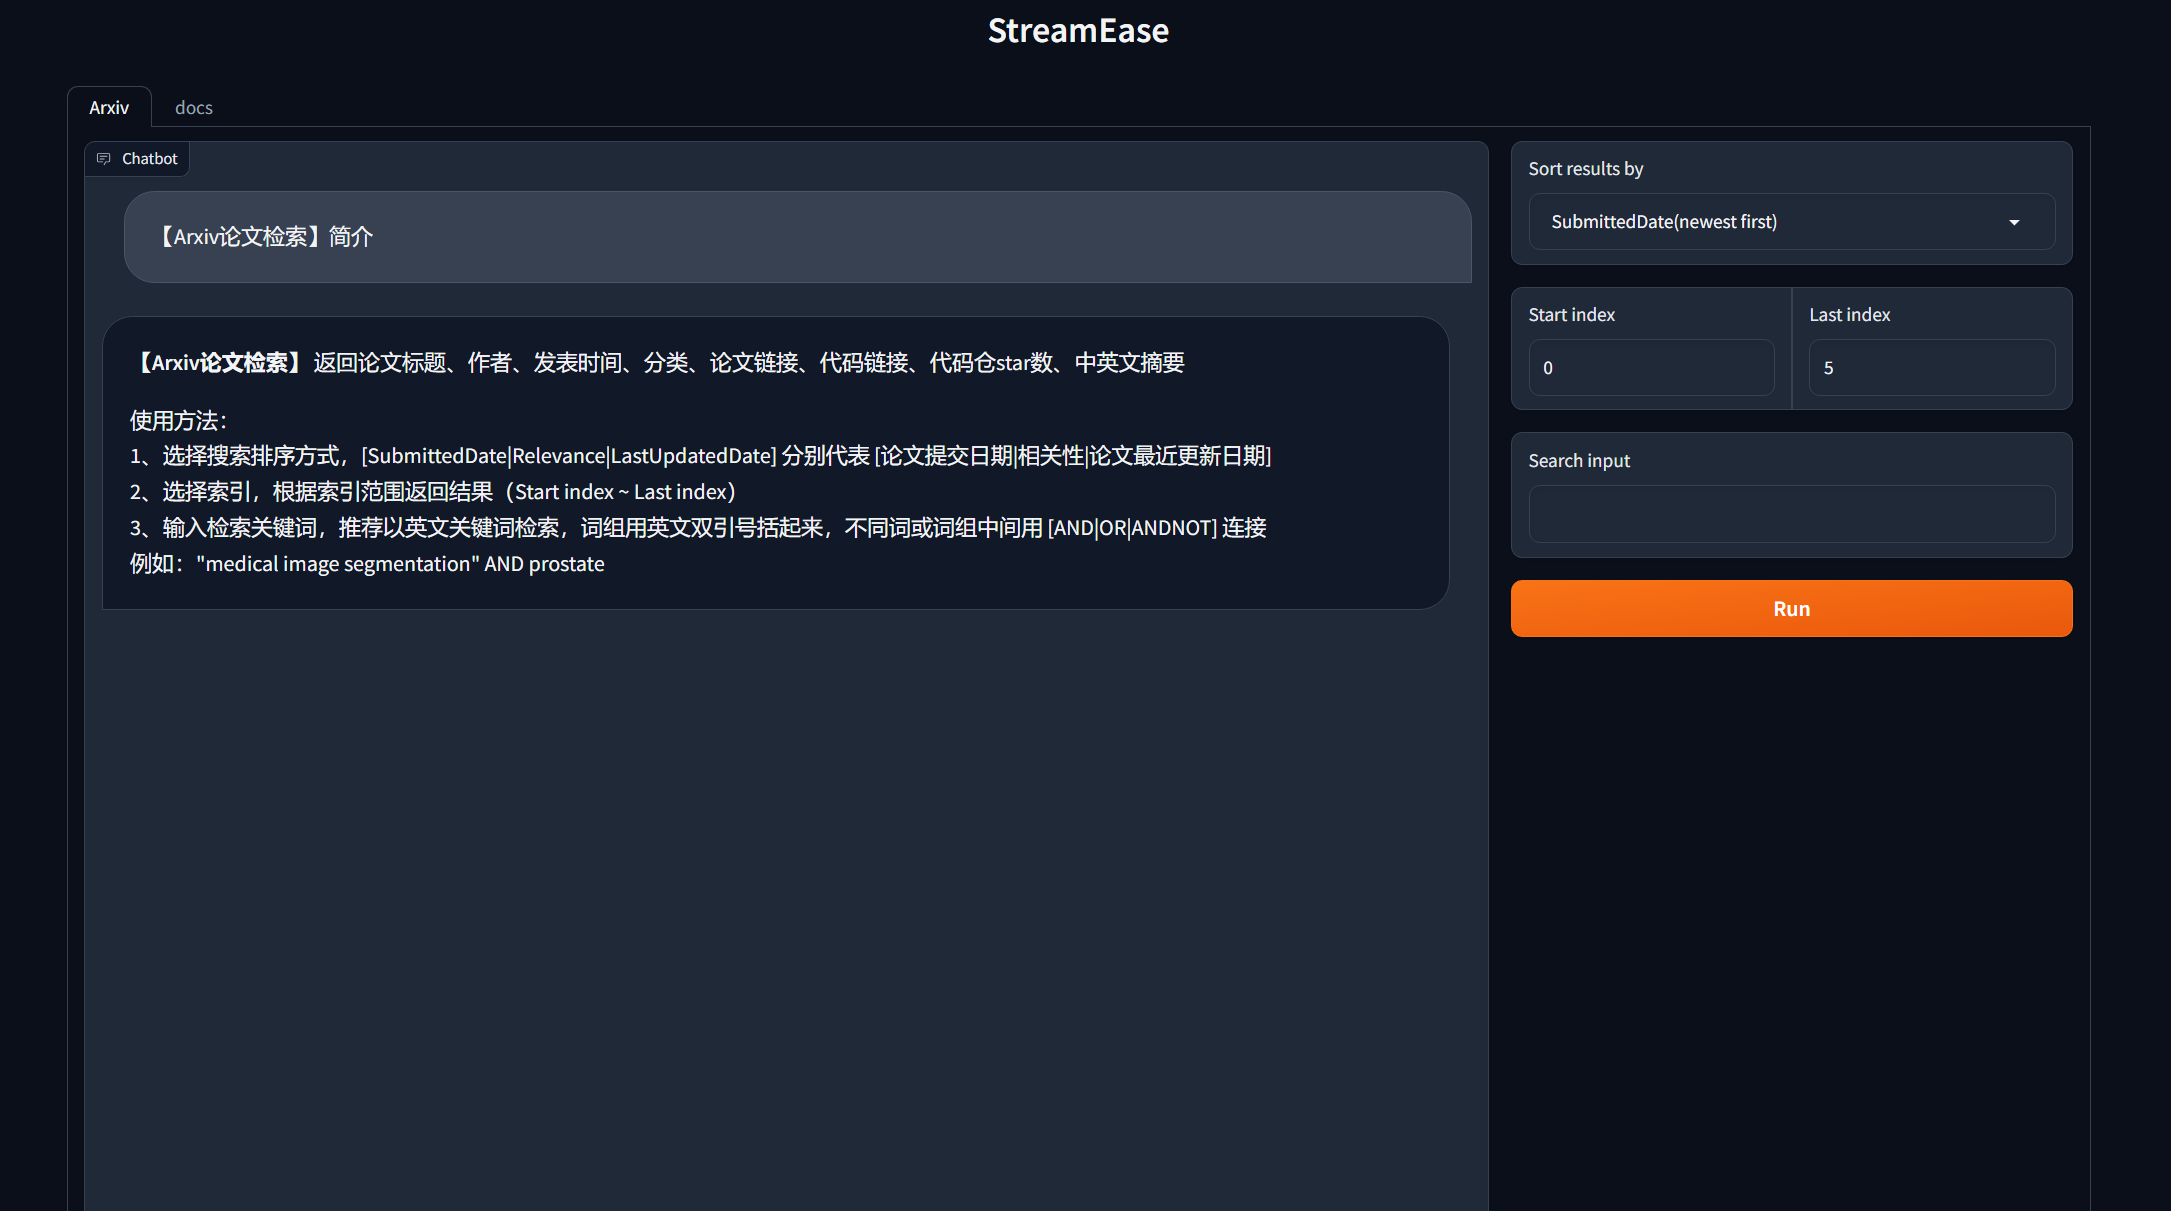 StreamEase
Arxiv
docs
Chatbot
【Arxiv论文检索】简介
【Arxiv论文检索】 返回论文标题、作者、发表时间、分类、论文链接、代码链接、代码仓star数、中英文摘要
使用方法：
1、选择搜索排序方式，[SubmittedDate|Relevance|LastUpdatedDate] 分别代表 [论文提交日期|相关性|论文最近更新日期]
2、选择索引，根据索引范围返回结果（Start index ~ Last index）
3、输入检索关键词，推荐以英文关键词检索，词组用英文双引号括起来，不同词或词组中间用 [AND|OR|ANDNOT] 连接
例如："medical image segmentation" AND prostate
Sort results by
SubmittedDate(newest first)
Start index
Last index
0
5
Search input
Run